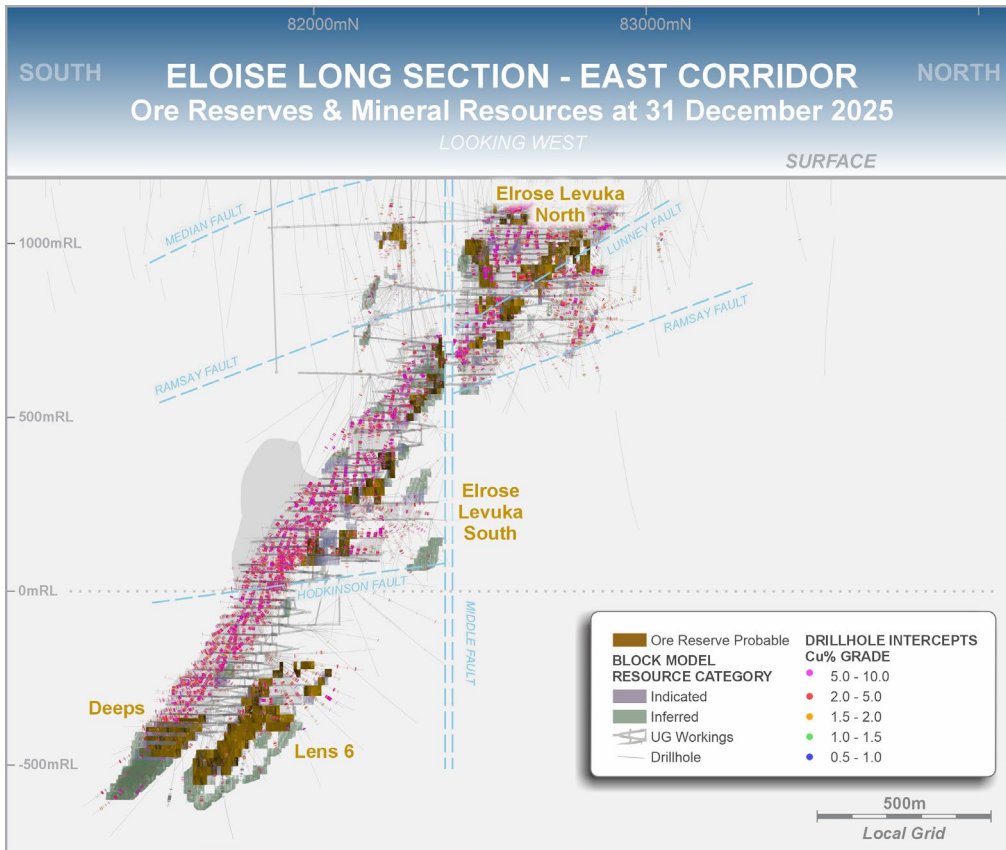 82000mN
83000mN
SOUTH
ELOISE LONG SECTION - EAST CORRIDOR
NORTH
Ore Reserves & Mineral Resources at 31 December 2025
LOOKING WEST
SURFACE
Elrose Levuka
North
MEDIAN FAULT
LUNNEY FAULT
1000mRL
RAMSAY FAULT
RAMSAY FAULT
500mRL
Elrose
Levuka
South
HODKINSON FAULT
0mRL
MIDDLE FAULT
Deeps
Lens 6
-500mRL
Ore Reserve Probable
BLOCK MODEL
RESOURCE CATEGORY
Indicated
Inferred
UG Workings
Drillhole
DRILLHOLE INTERCEPTS
Cu% GRADE
5.0 - 10.0
2.0 - 5.0
1.5 - 2.0
1.0 - 1.5
0.5 - 1.0
500m
Local Grid